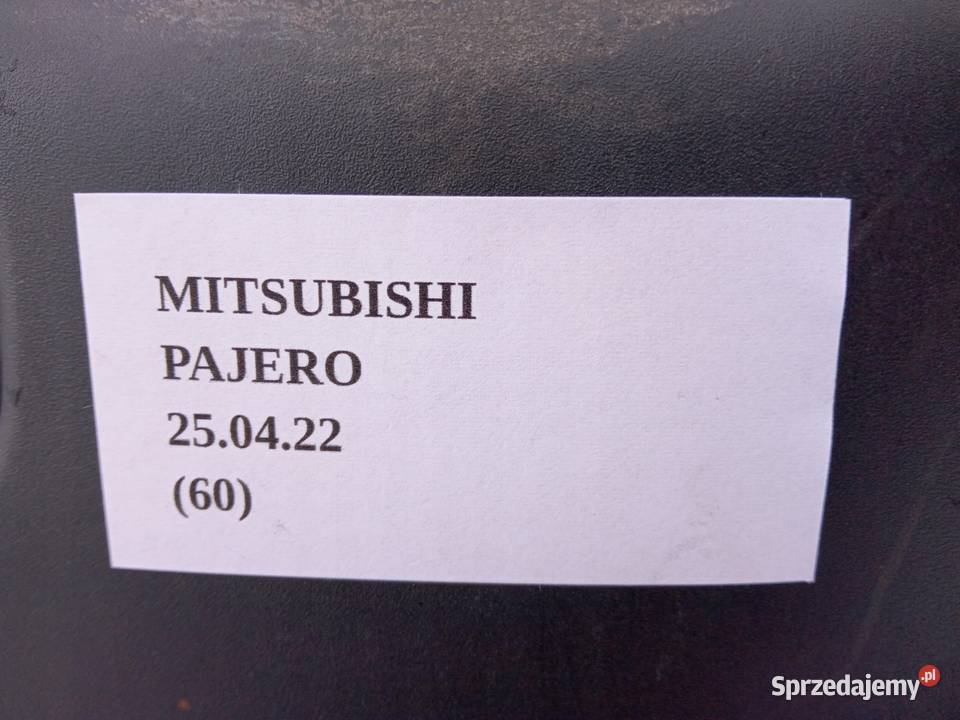 MITSUBISHI
PAJERO
25.04.22
(60)
Sprzedajemy.pl